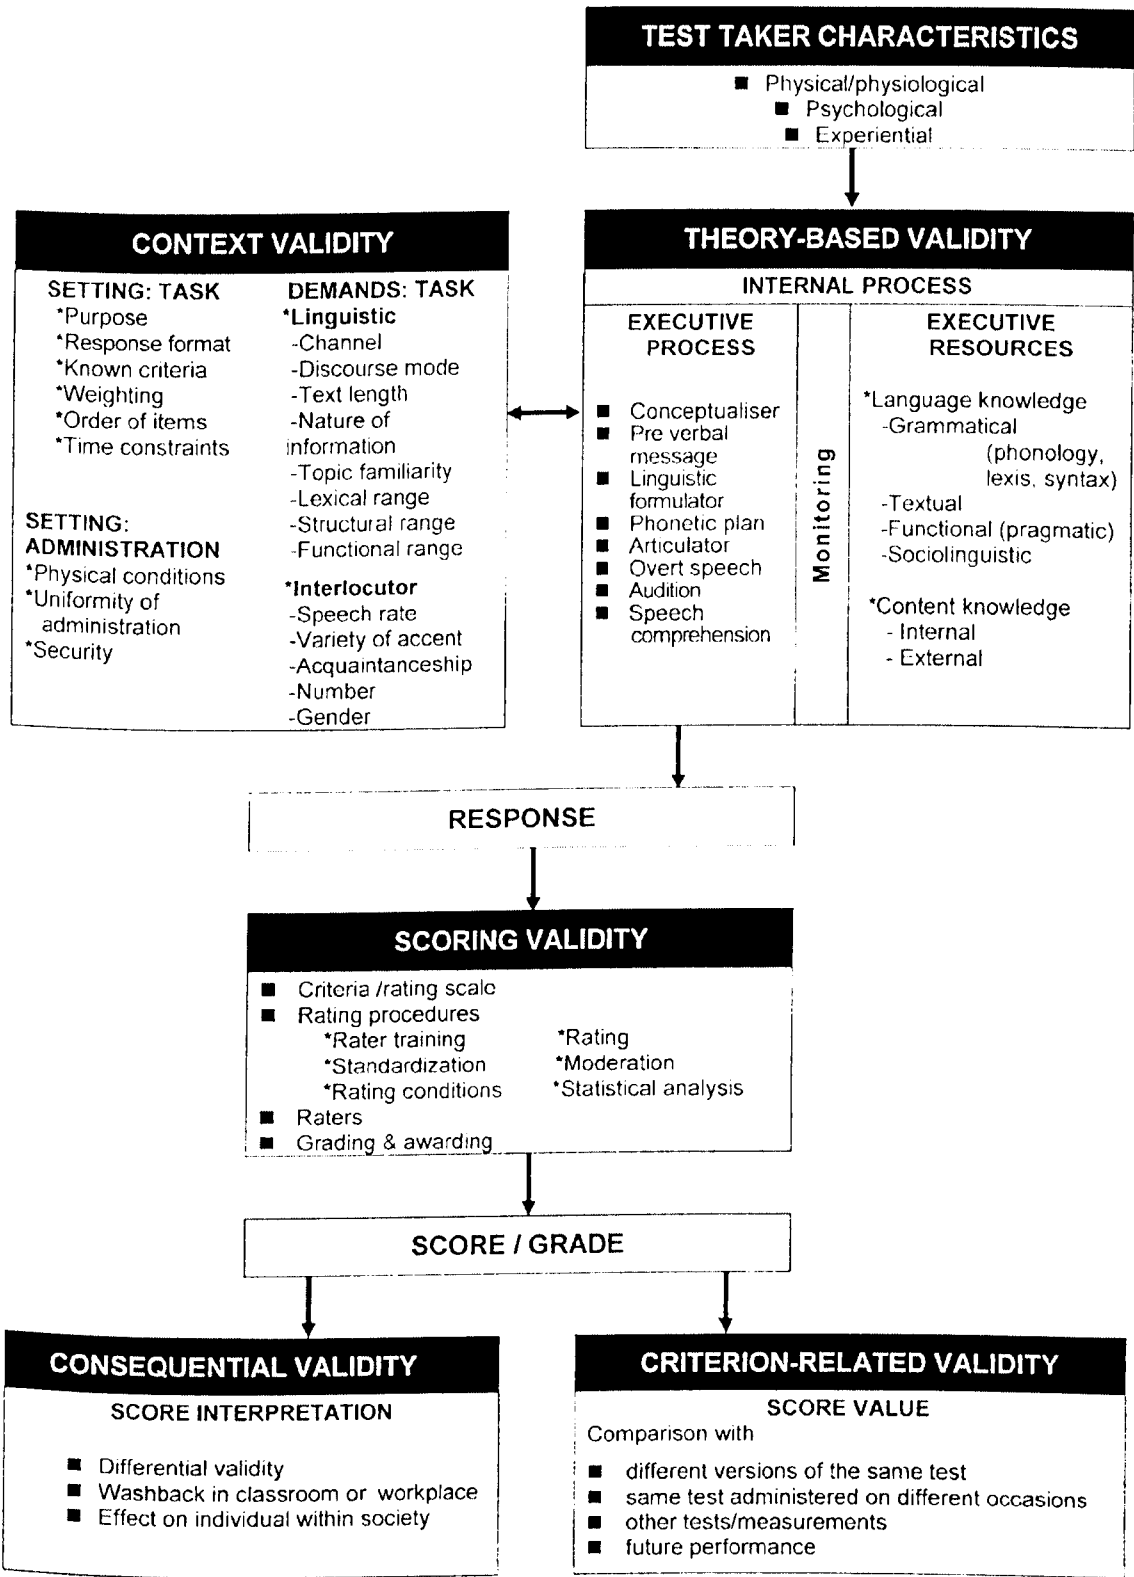 TEST TAKER CHARACTERISTICS
■ Physical/physiological
■ Psychological
■ Experiential
CONTEXT VALIDITY
SETTING: TASK
*Purpose
*Response format
*Known criteria
*Weighting
*Order of items
*Time constraints
SETTING:
ADMINISTRATION
*Physical conditions
*Uniformity of
administration
*Security
DEMANDS: TASK
*Linguistic
-Channel
-Discourse mode
-Text length
-Nature of
information
-Topic familiarity
-Lexical range
-Structural range
-Functional range
*Interlocutor
-Speech rate
-Variety of accent
-Acquaintanceship
-Number
-Gender
THEORY-BASED VALIDITY
INTERNAL PROCESS
EXECUTIVE
PROCESS
■ Conceptualiser
■ Pre verbal
message
■ Linguistic
formulator
■ Phonetic plan
■ Articulator
■ Overt speech
■ Audition
■ Speech
comprehension
Monitoring
EXECUTIVE
RESOURCES
*Language knowledge
-Grammatical
(phonology,
lexis, syntax)
-Textual
-Functional (pragmatic)
-Sociolinguistic
*Content knowledge
- Internal
- External
RESPONSE
SCORING VALIDITY
■ Criteria /rating scale
■ Rating procedures
*Rater training *Rating
*Standardization *Moderation
*Rating conditions *Statistical analysis
■ Raters
■ Grading & awarding
SCORE / GRADE
CONSEQUENTIAL VALIDITY
SCORE INTERPRETATION
■ Differential validity
■ Washback in classroom or workplace
■ Effect on individual within society
CRITERION-RELATED VALIDITY
SCORE VALUE
Comparison with
■ different versions of the same test
■ same test administered on different occasions
■ other tests/measurements
■ future performance